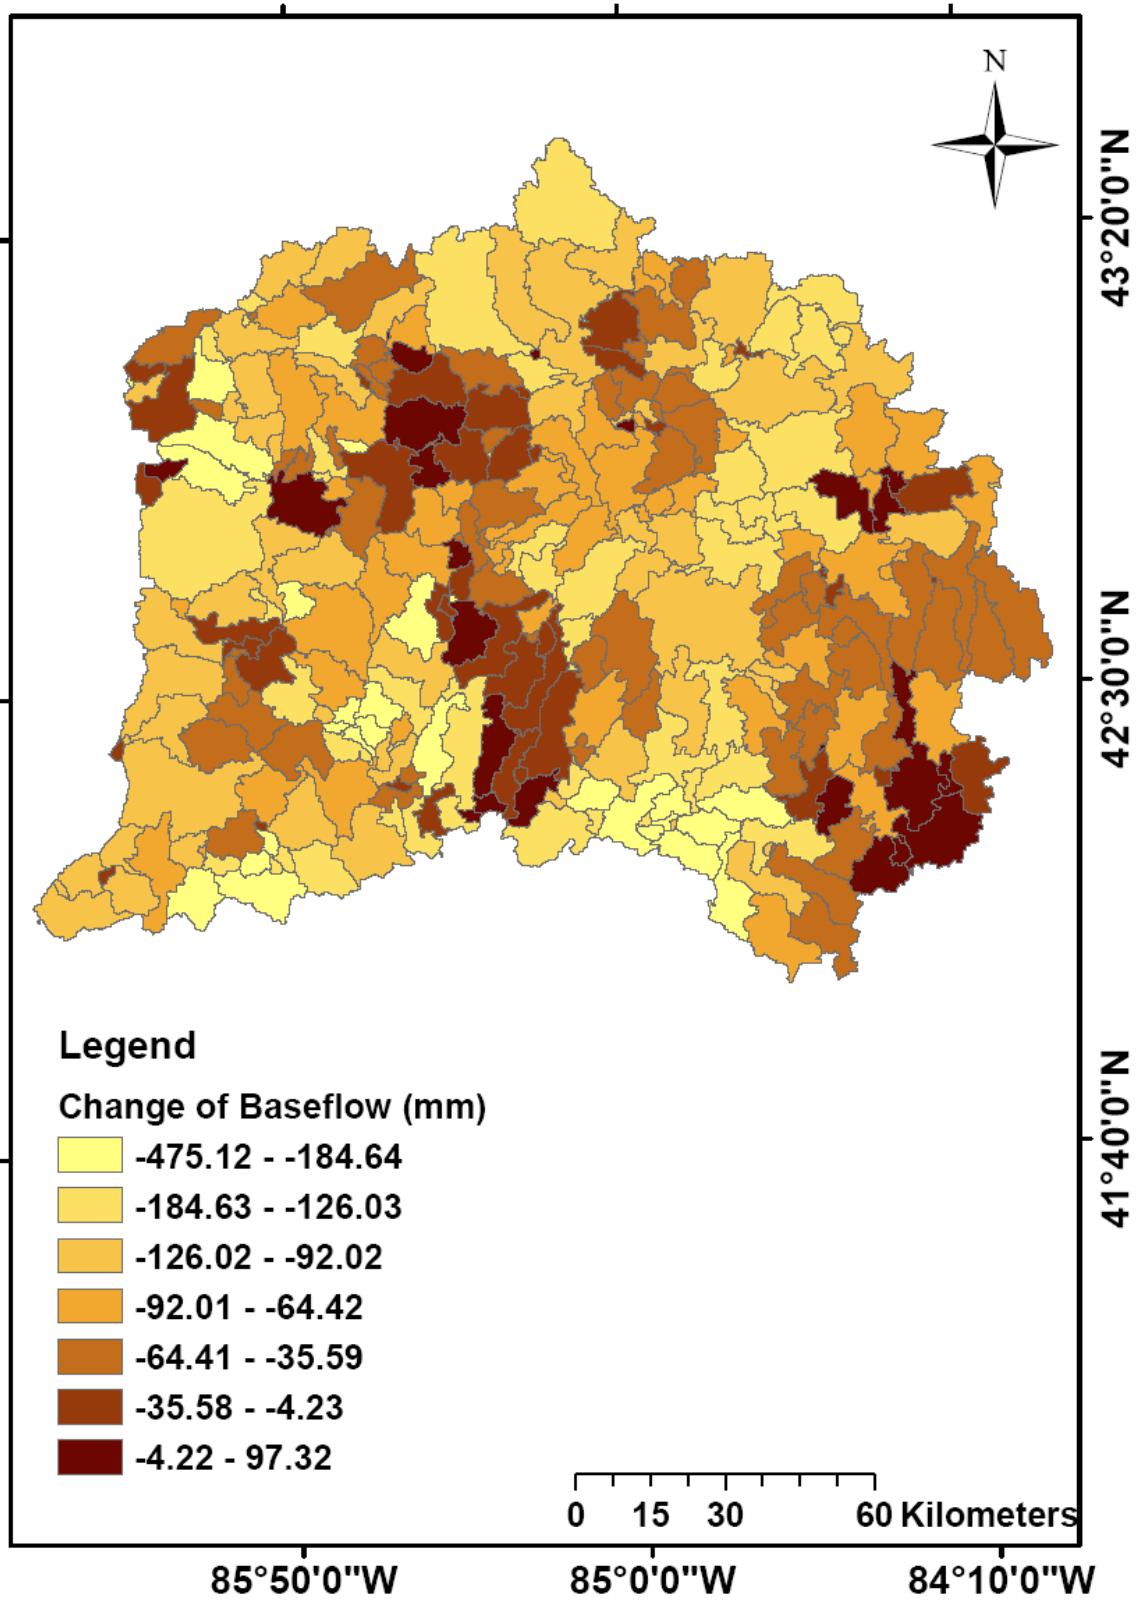 N
43°20'0"N
42°30'0"N
41°40'0"N
Legend
Change of Baseflow (mm)
-475.12 - -184.64
-184.63 - -126.03
-126.02 - -92.02
-92.01 - -64.42
-64.41 - -35.59
-35.58 - -4.23
-4.22 - 97.32
0 15 30 60 Kilometers
85°50'0"W 85°0'0"W 84°10'0"W